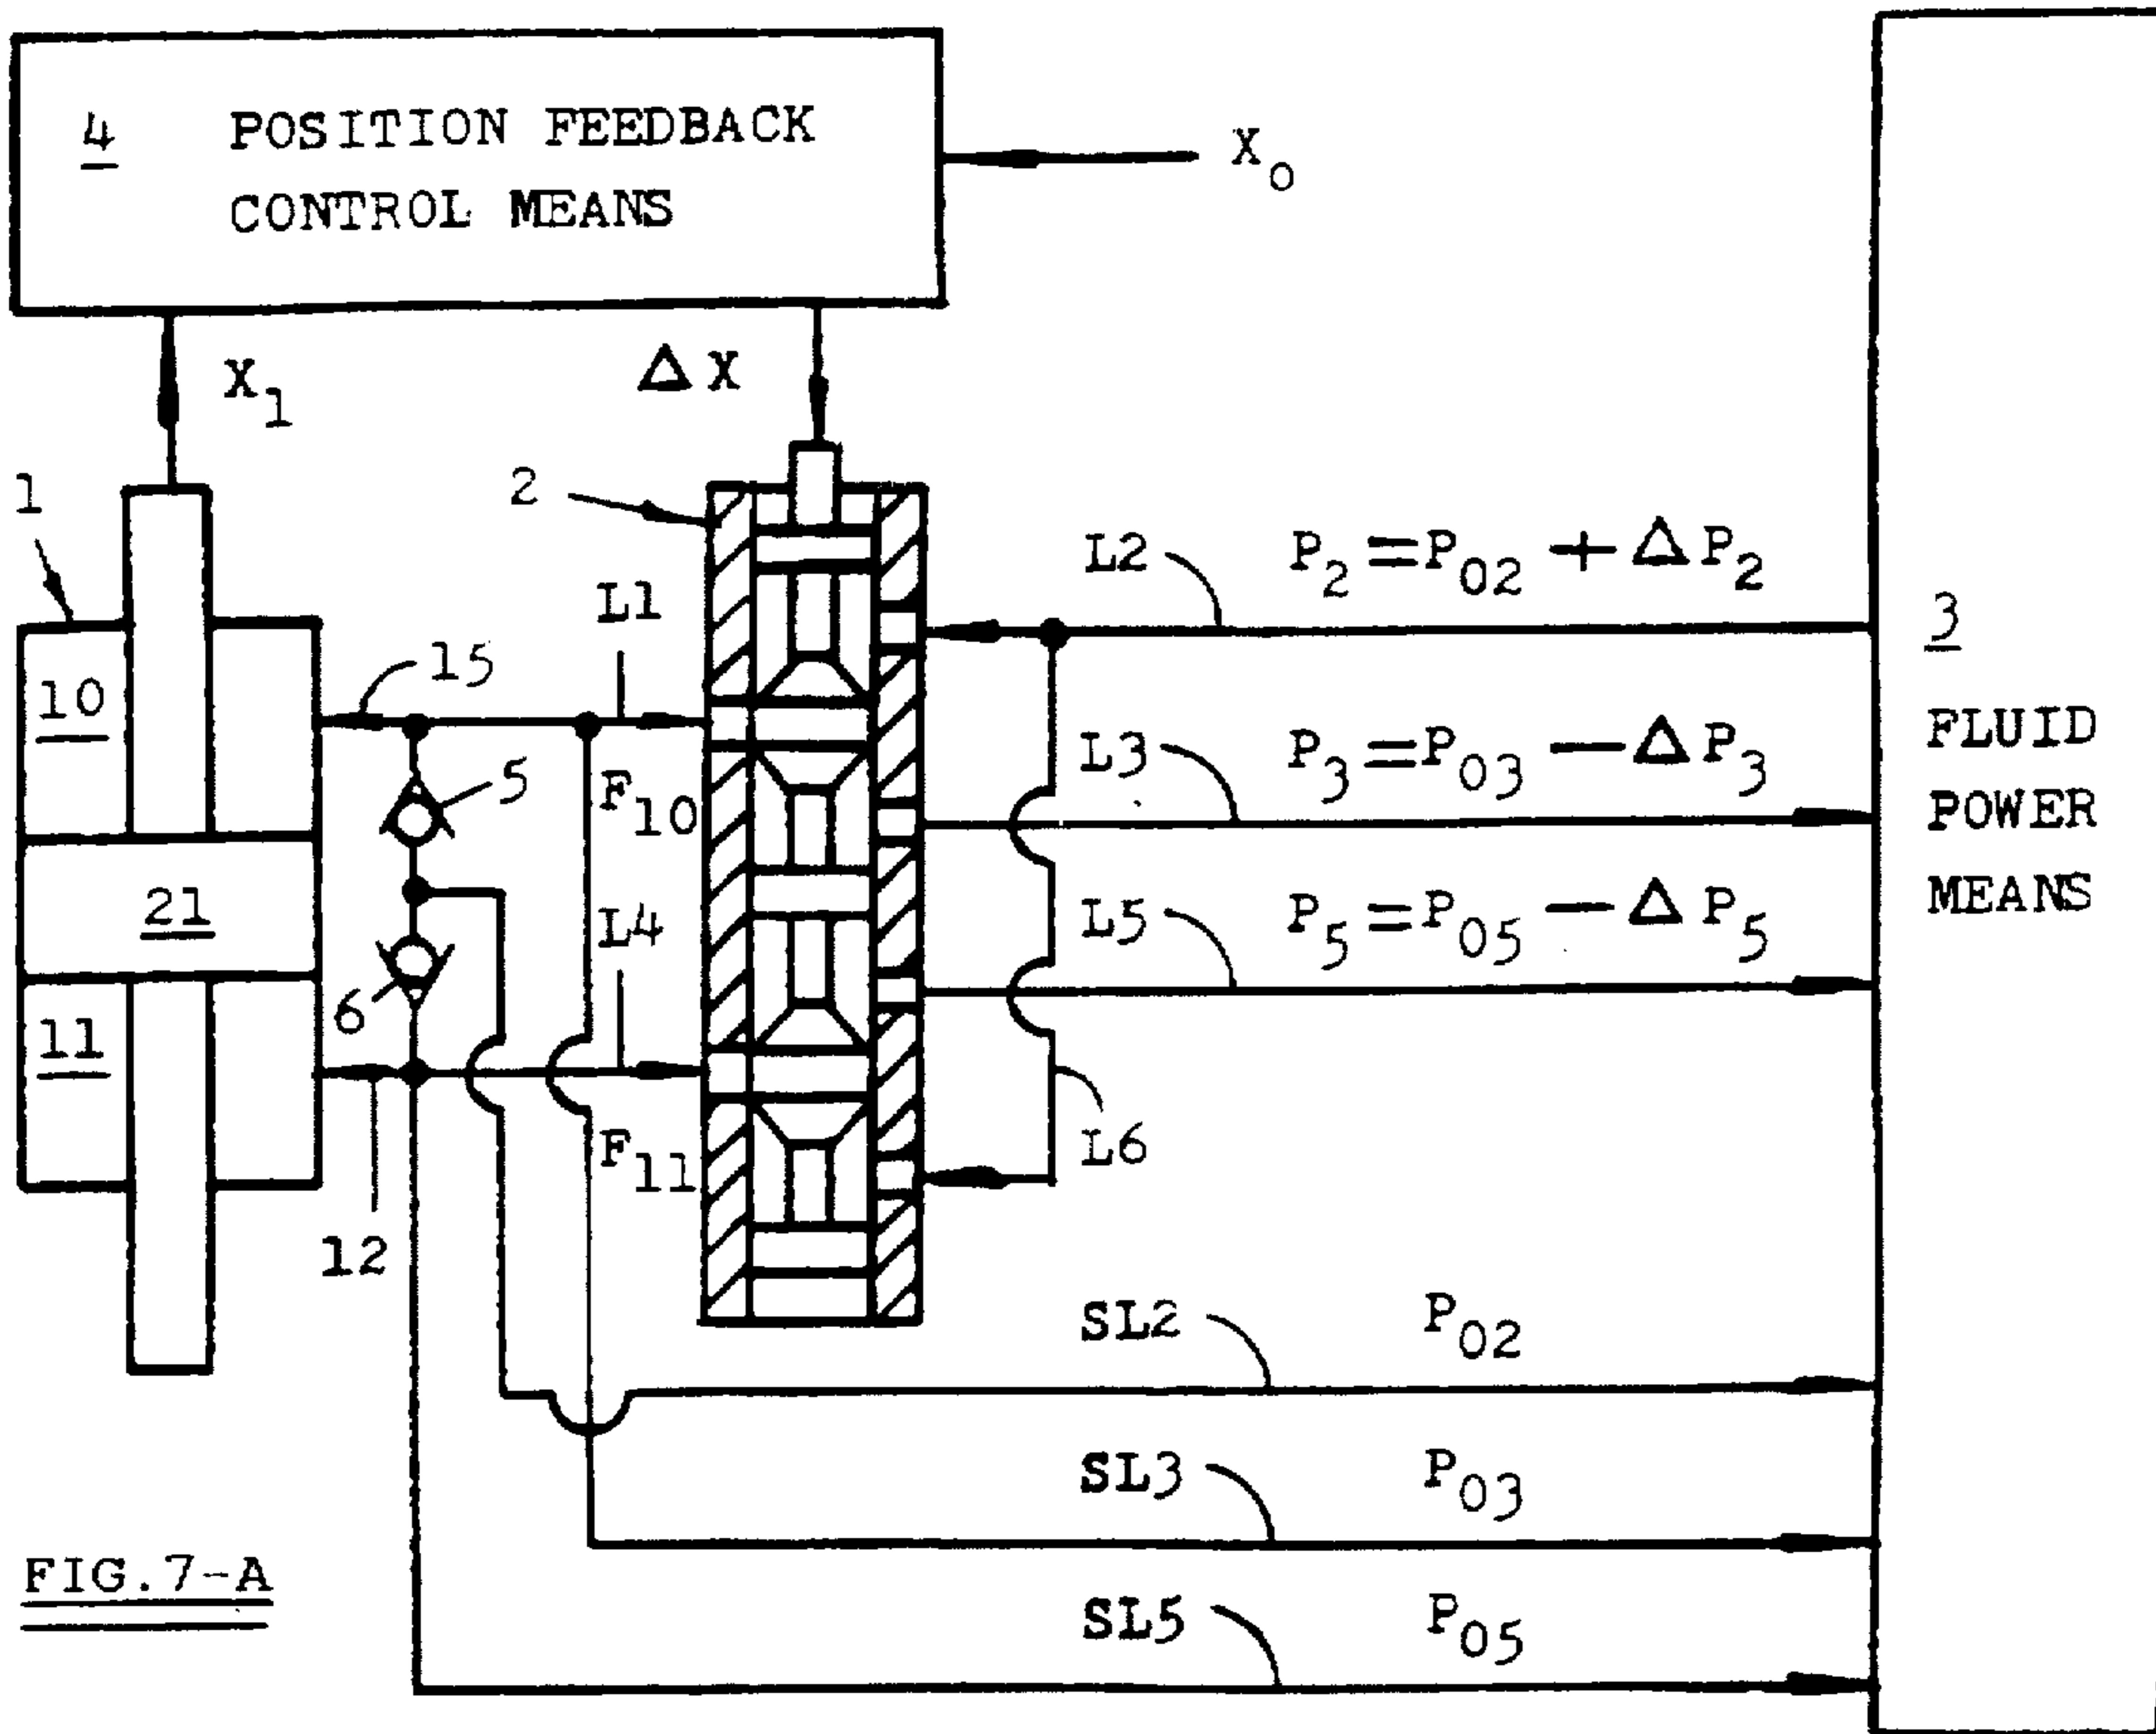 4 POSITION FEEDBACK
CONTROL MEANS
X₀
X₁
ΔX
1
2
L2
P₂=P₀₂+ΔP₂
3
L1
15
10
L3
P₃=P₀₃−ΔP₃
FLUID
POWER
MEANS
5
F₁₀
21
L4
L5
P₅=P₀₅−ΔP₅
6
11
F₁₁
L6
12
SL2
P₀₂
SL3
P₀₃
FIG.7-A
SL5
P₀₅